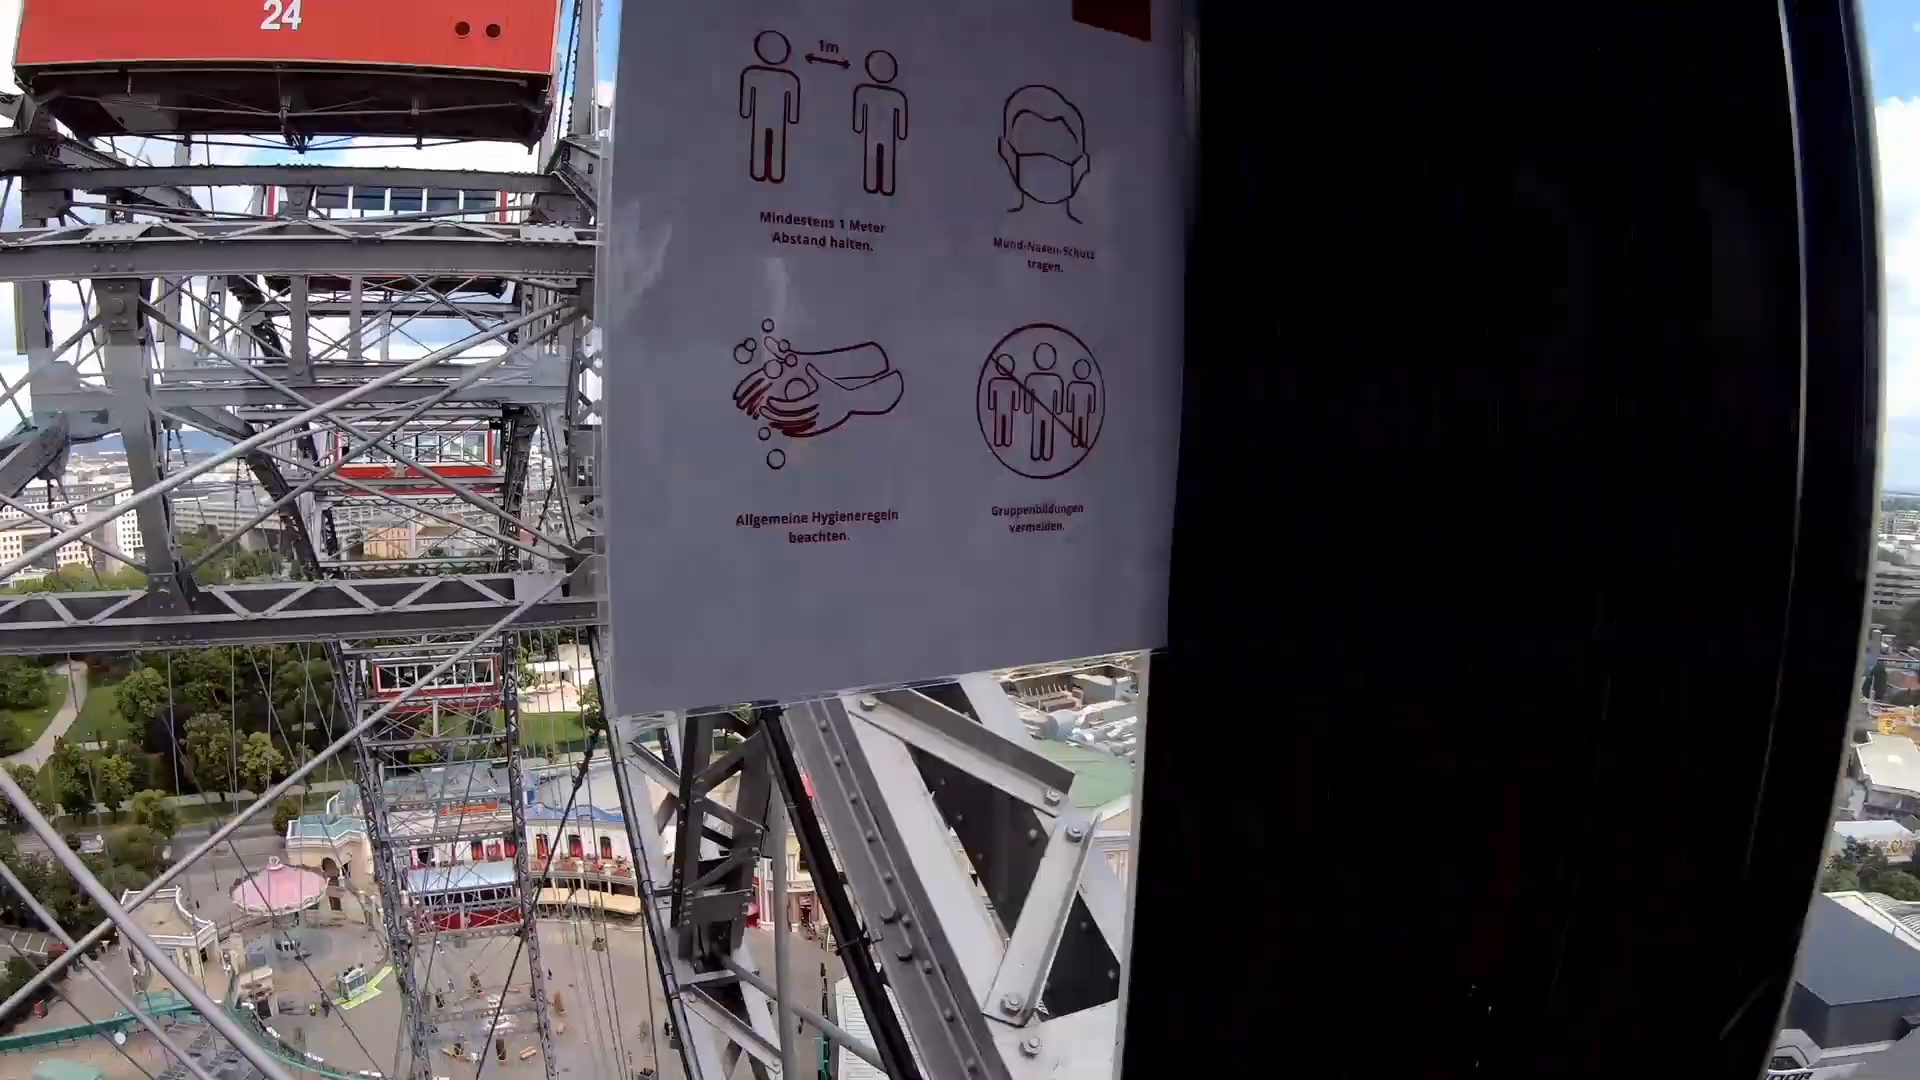 24
1m
Mindestens 1 Meter
Abstand halten.
Mund-Nasen-Schutz
tragen.
Allgemeine Hygieneregeln
beachten.
Gruppenbildungen
vermeiden.